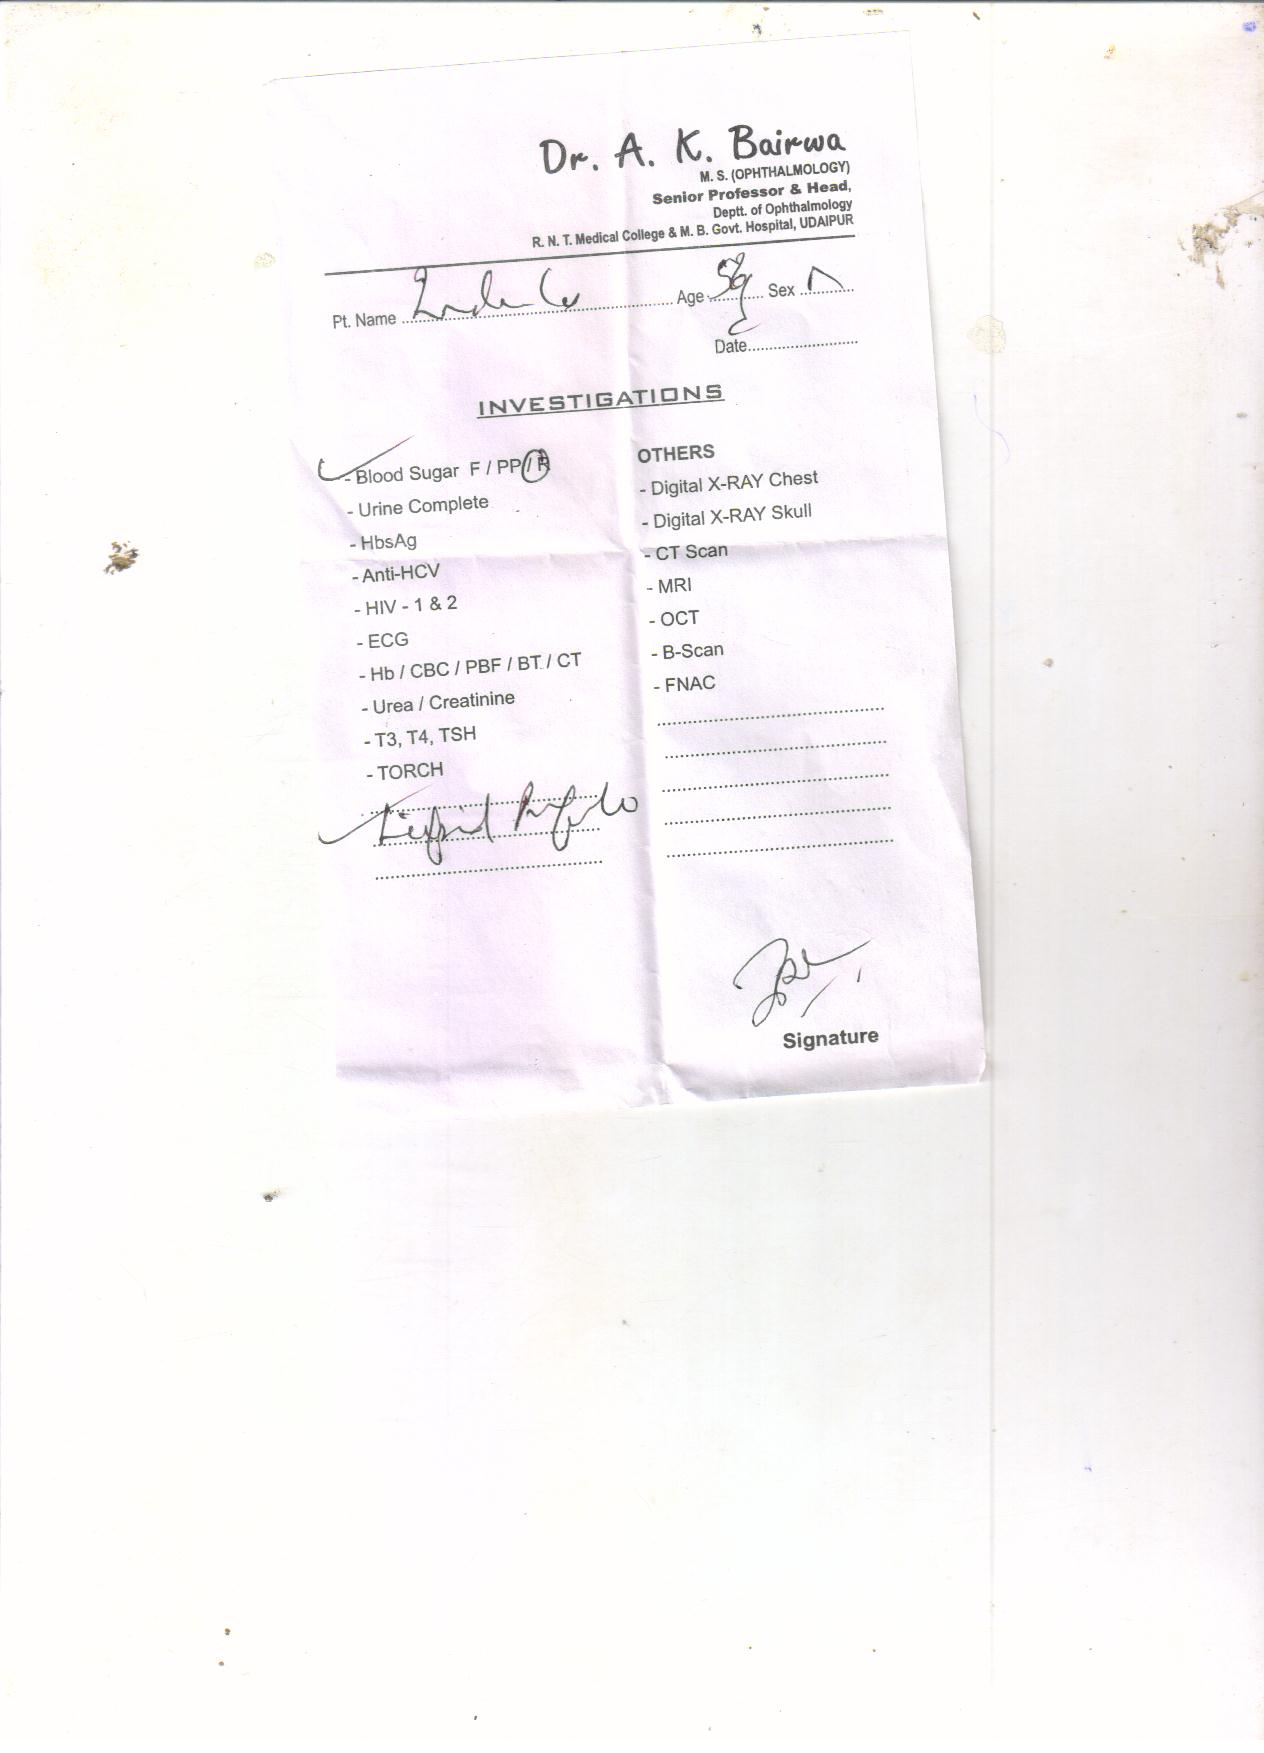 Dr. A. K. Bairwa
M. S. (OPHTHALMOLOGY)
Senior Professor & Head,
Deptt. of Ophthalmology
R. N. T. Medical College & M. B. Govt. Hospital, UDAIPUR
Pt. Name Age Sex
Date
INVESTIGATIONS
- Blood Sugar F / PP / R
- Urine Complete
- HbsAg
- Anti-HCV
- HIV - 1 & 2
- ECG
- Hb / CBC / PBF / BT / CT
- Urea / Creatinine
- T3, T4, TSH
- TORCH
Lipid Profile
OTHERS
- Digital X-RAY Chest
- Digital X-RAY Skull
- CT Scan
- MRI
- OCT
- B-Scan
- FNAC
Signature